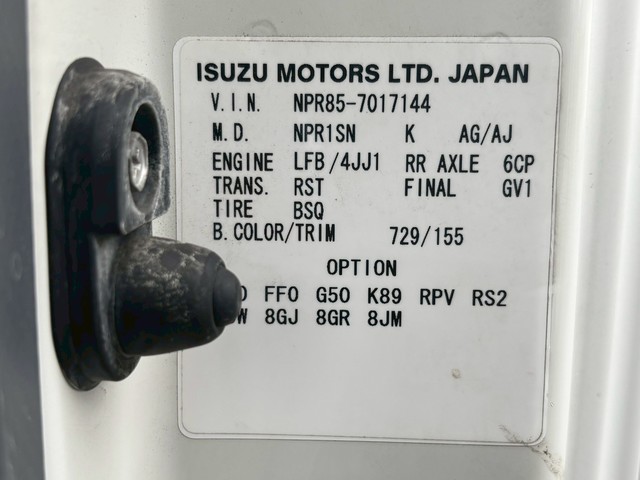 ISUZU MOTORS LTD. JAPAN
V.I.N. NPR85-7017144
M.D. NPR1SN K AG/AJ
ENGINE LFB/4JJ1 RR AXLE 6CP
TRANS. RST FINAL GV1
TIRE BSQ
B.COLOR/TRIM 729/155
OPTION
FF0 G50 K89 RPV RS2
8GJ 8GR 8JM